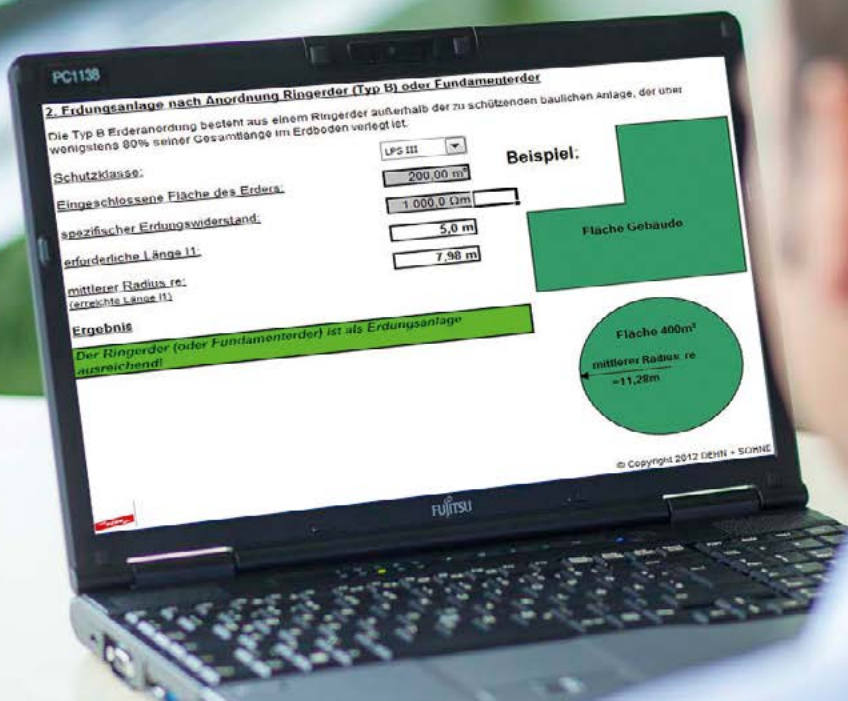 PC1138
2. Erdungsanlage nach Anordnung Ringerder (Typ B) oder Fundamenterder
Die Typ B Erderanordung besteht aus einem Ringerder außerhalb der zu schützenden baulichen Anlage, der über
wenigstens 80% seiner Gesamtlänge im Erdboden verlegt ist.
Schutzklasse:
LPS III
Eingeschlossene Fläche des Erders:
200,00 m²
spezifischer Erdungswiderstand:
1 000,0 Ωm
erforderliche Länge l1:
5,0 m
mittlerer Radius re:
7,98 m
(erreichte Länge l1)
Ergebnis
Der Ringerder (oder Fundamenterder) ist als Erdungsanlage
ausreichend!
Beispiel:
Fläche Gebäude
Fläche 400m²
mittlerer Radius re
=11,28m
© Copyright 2012 DEHN + SÖHNE
FUJITSU